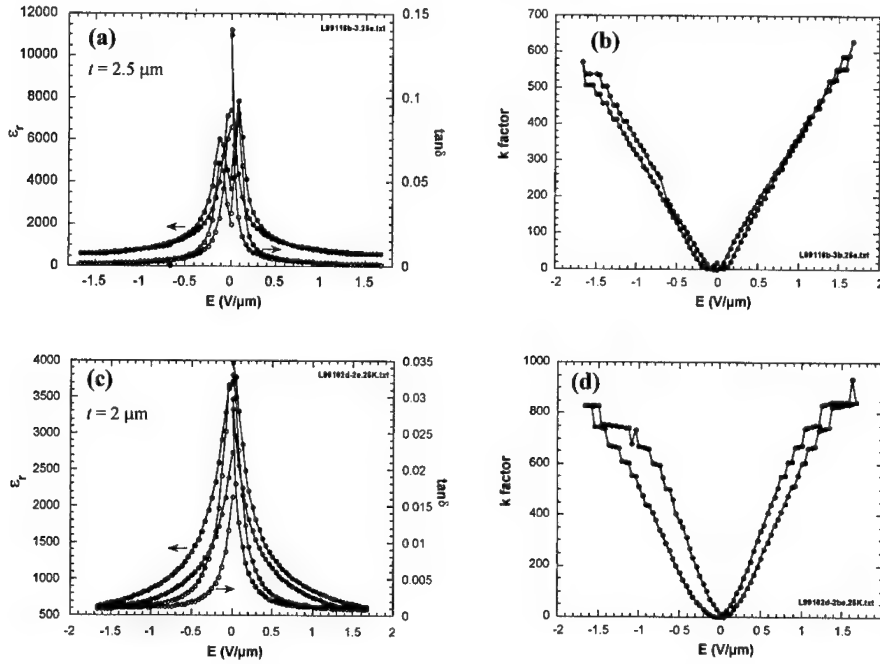 12000
10000
8000
6000
4000
2000
0
εr
(a)
t = 2.5 μm
0.15
0.1
0.05
0
tanδ
-2 -1.5 -1 -0.5 0 0.5 1 1.5 2
E (V/μm)
700
600
500
400
300
200
100
0
k factor
(b)
-2 -1.5 -1 -0.5 0 0.5 1 1.5 2
E (V/μm)
4000
3500
3000
2500
2000
1500
1000
500
εr
(c)
t = 2 μm
0.035
0.03
0.025
0.02
0.015
0.01
0.005
0
tanδ
-2 -1.5 -1 -0.5 0 0.5 1 1.5 2
E (V/μm)
1000
800
600
400
200
0
k factor
(d)
-2 -1.5 -1 -0.5 0 0.5 1 1.5 2
E (V/μm)